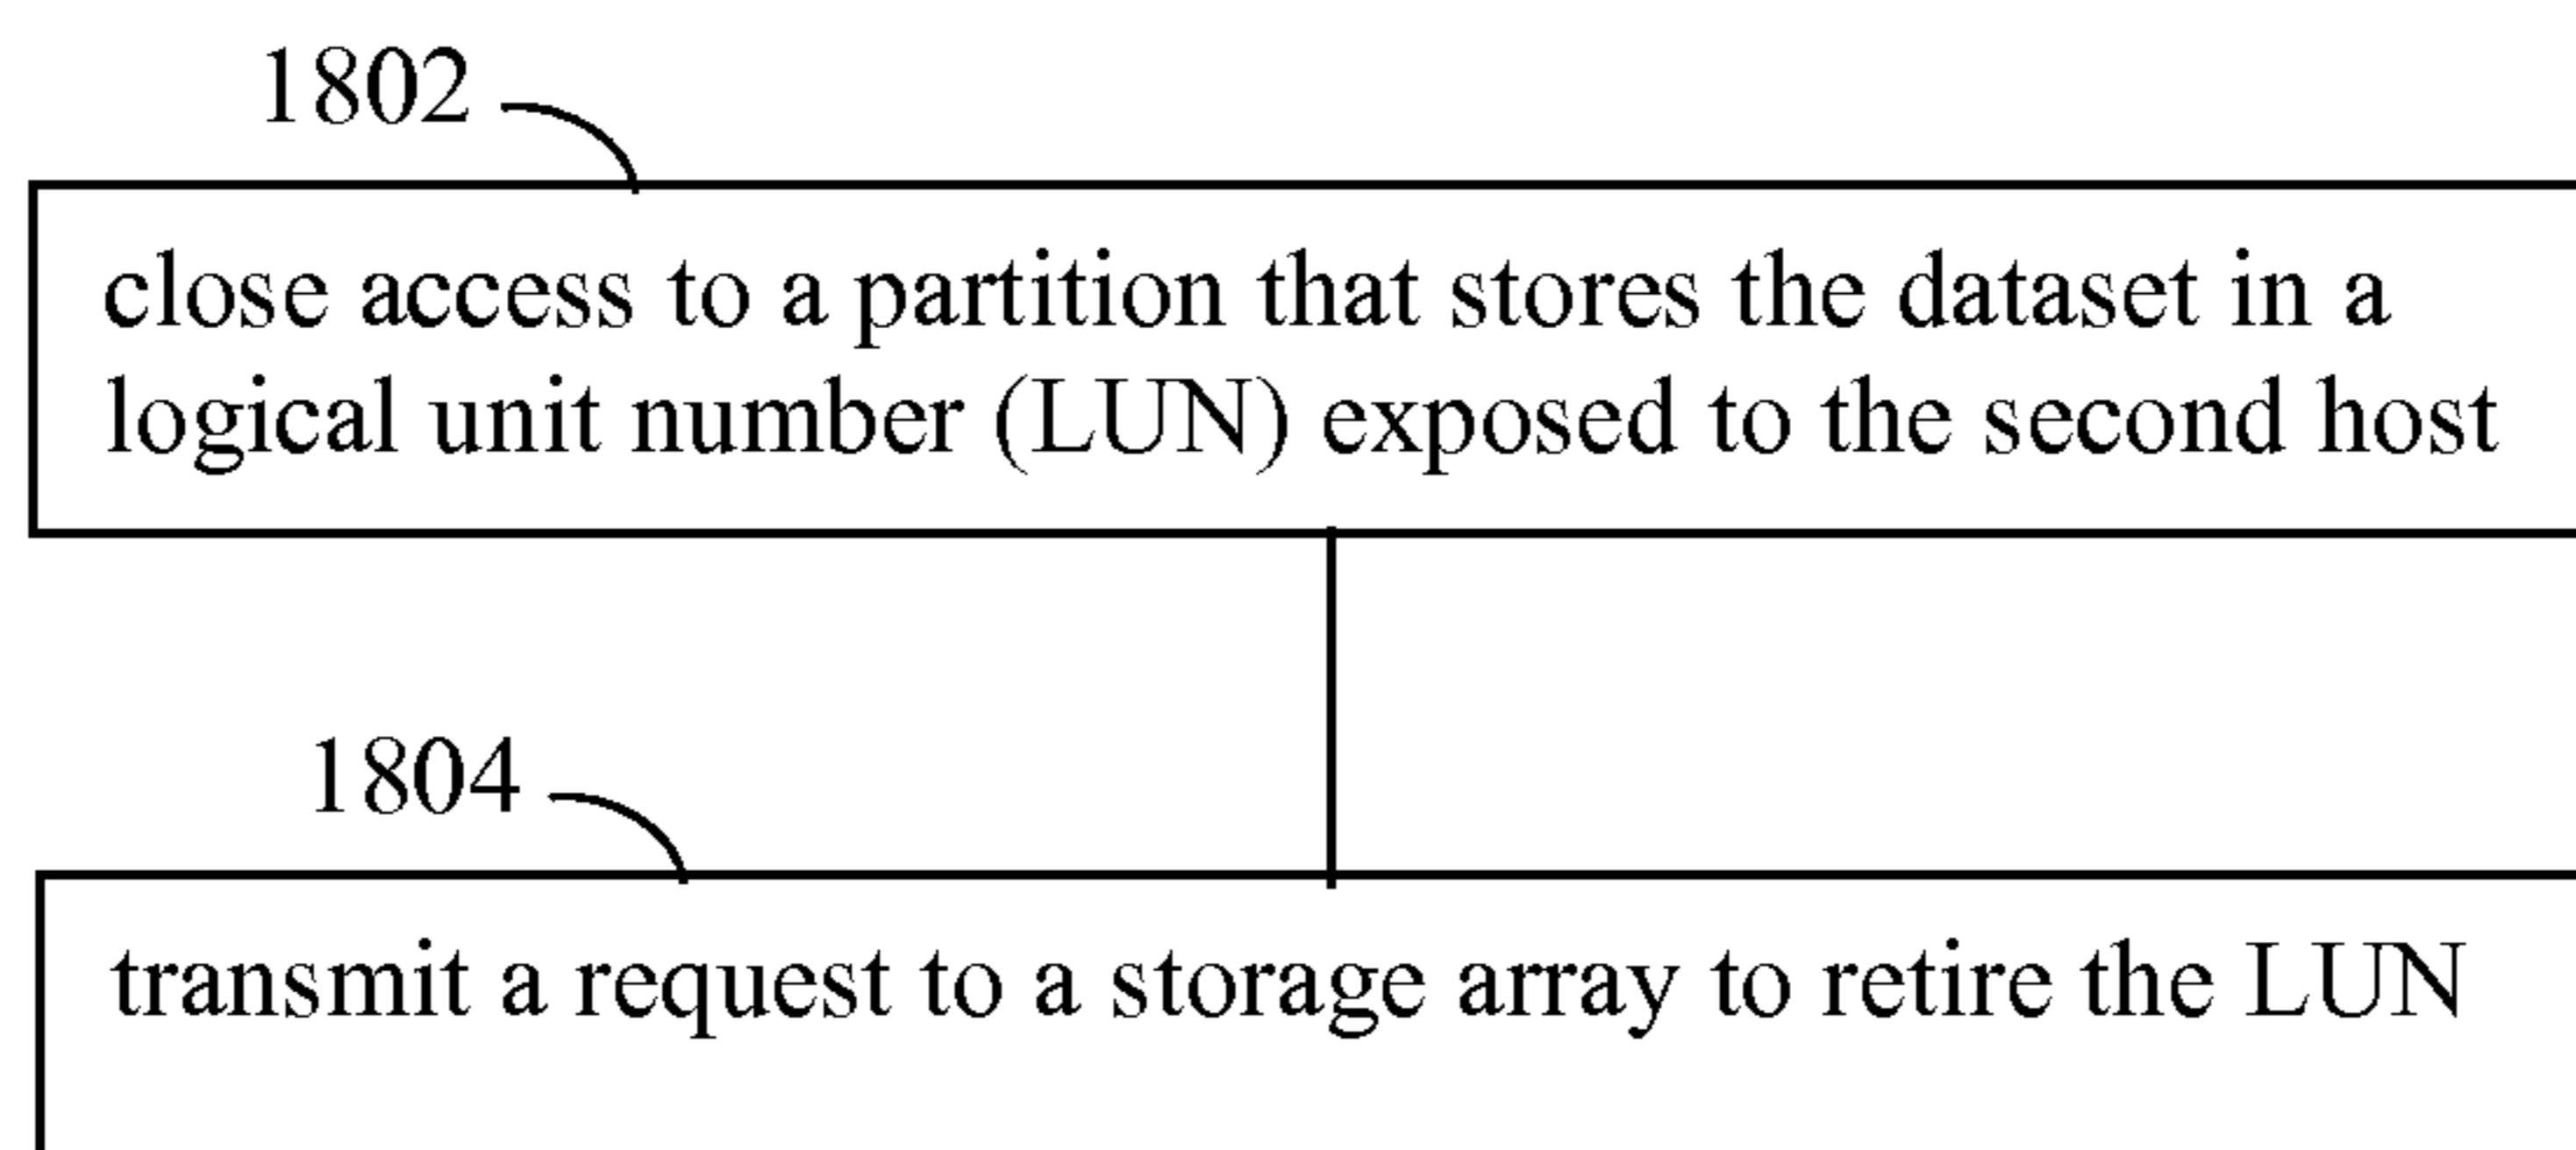 1802
close access to a partition that stores the dataset in a
logical unit number (LUN) exposed to the second host
1804
transmit a request to a storage array to retire the LUN